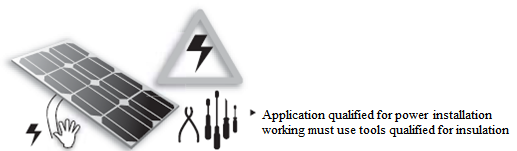 Application qualified for power installation
working must use tools qualified for insulation